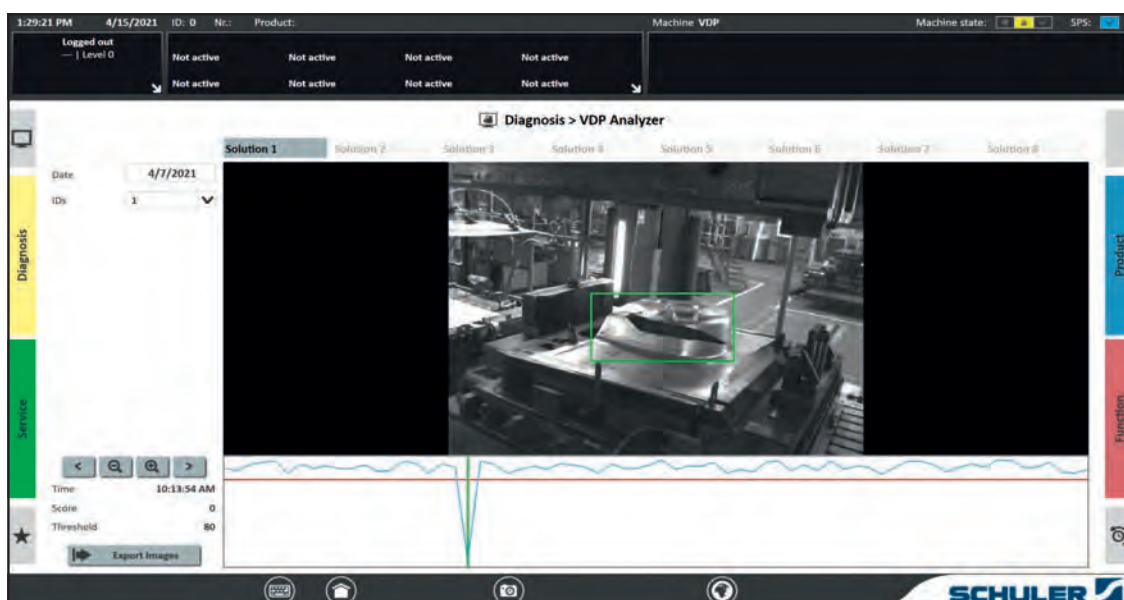 1:29:21 PM 4/15/2021 ID: 0 Nr.: Product: Machine VDP Machine state: SPS:
Logged out
--- | Level 0
Not active Not active Not active Not active
Not active Not active Not active Not active
Diagnosis > VDP Analyzer
Solution 1 Solution 2 Solution 3 Solution 4 Solution 5 Solution 6 Solution 7 Solution 8
Date 4/7/2021
IDs 1
Diagnosis
Product
Service
Function
< >
Time 10:13:54 AM
Score 0
Threshold 80
Export Images
SCHULER